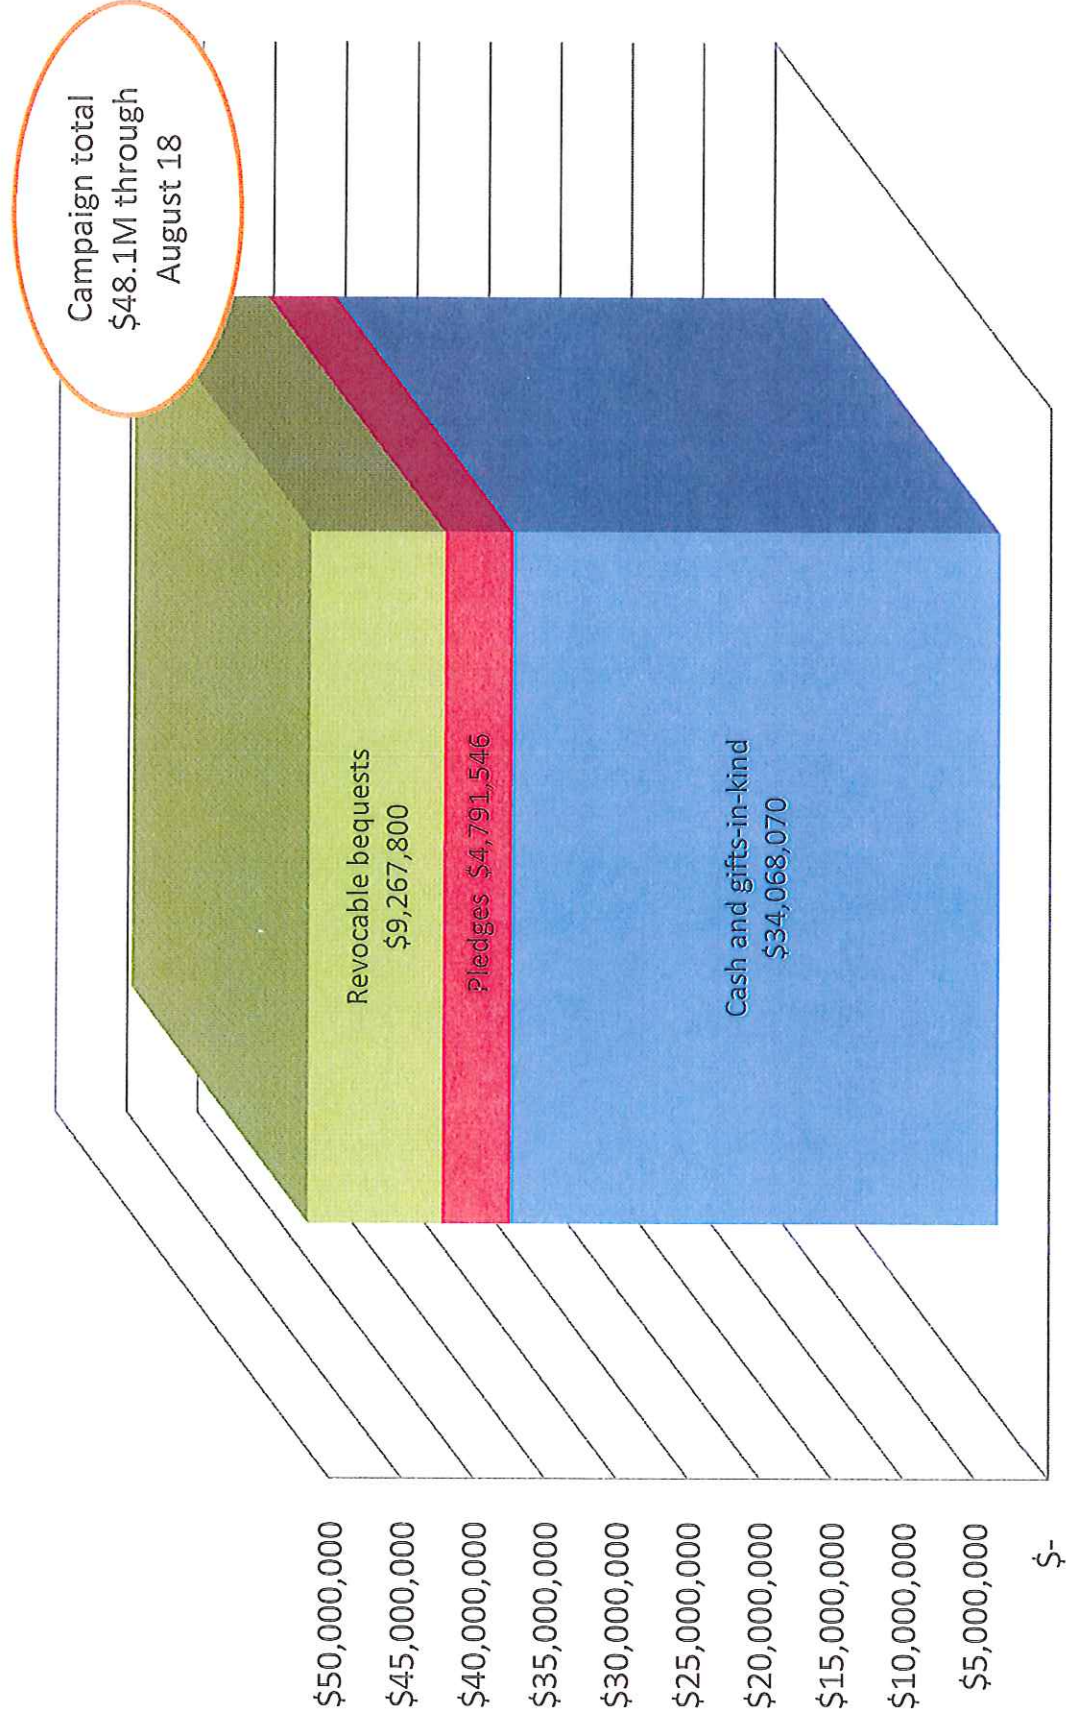 Campaign total
$48.1M through
August 18
$50,000,000
$45,000,000
$40,000,000
$35,000,000
$30,000,000
$25,000,000
$20,000,000
$15,000,000
$10,000,000
$5,000,000
$-
Revocable bequests
$9,267,800
Pledges $4,791,546
Cash and gifts-in-kind
$34,068,070